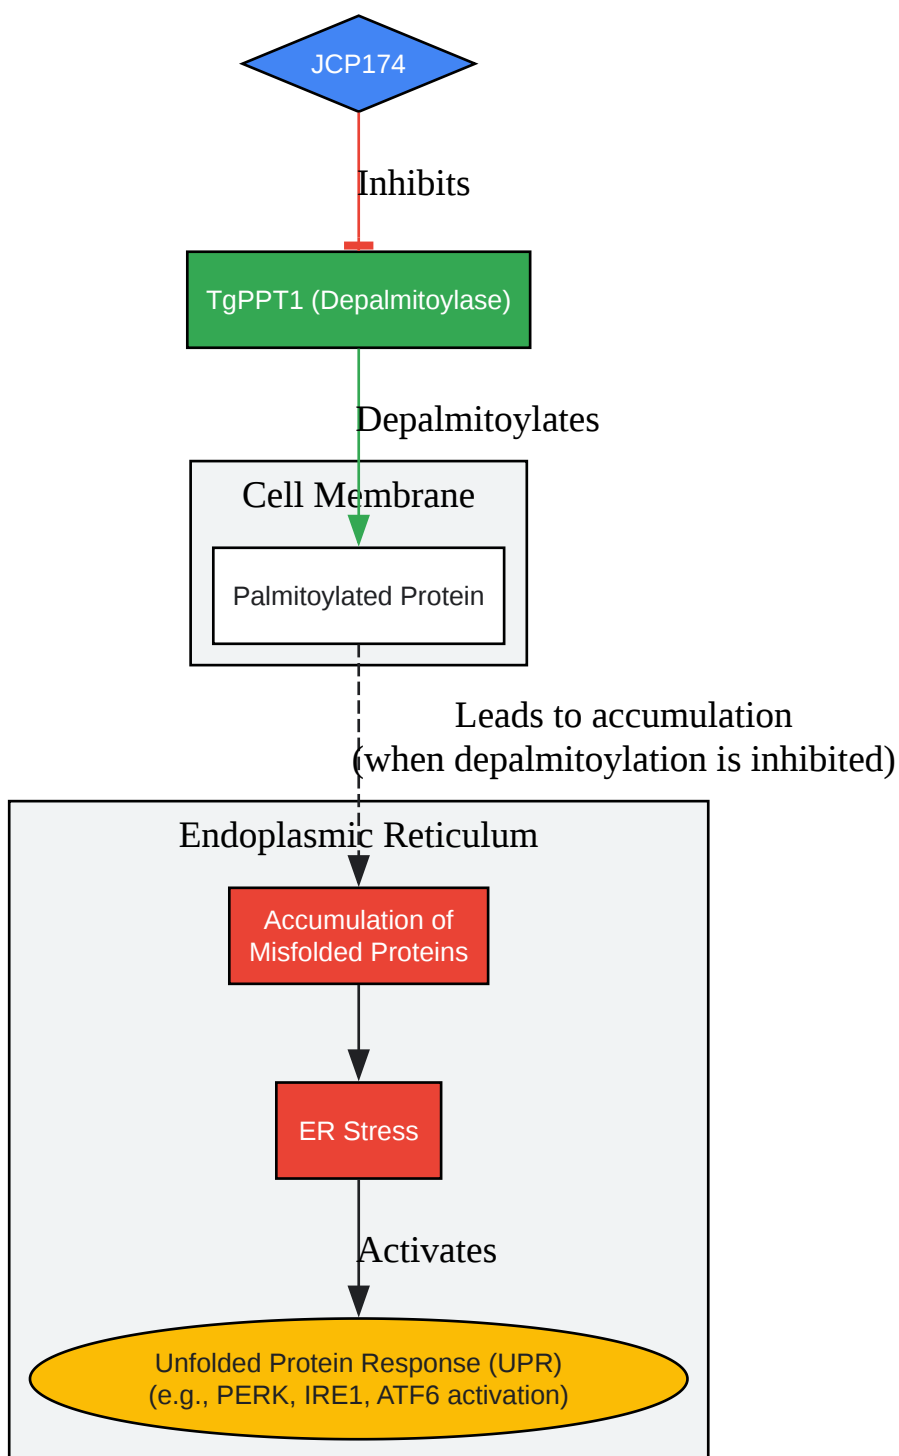 JCP174
Inhibits
TgPPT1 (Depalmitoylase)
Depalmitoylates
Cell Membrane
Palmitoylated Protein
Leads to accumulation
(when depalmitoylation is inhibited)
Endoplasmic Reticulum
Accumulation of
Misfolded Proteins
ER Stress
Activates
Unfolded Protein Response (UPR)
(e.g., PERK, IRE1, ATF6 activation)